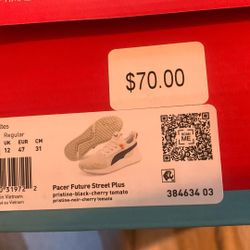 $70.00
Regular
UK EUR CM
12 47 31
SCAN ME
Pacer Future Street Plus
pristine-black-cherry tomato
pristine-noir-cherry tomate
384634 03